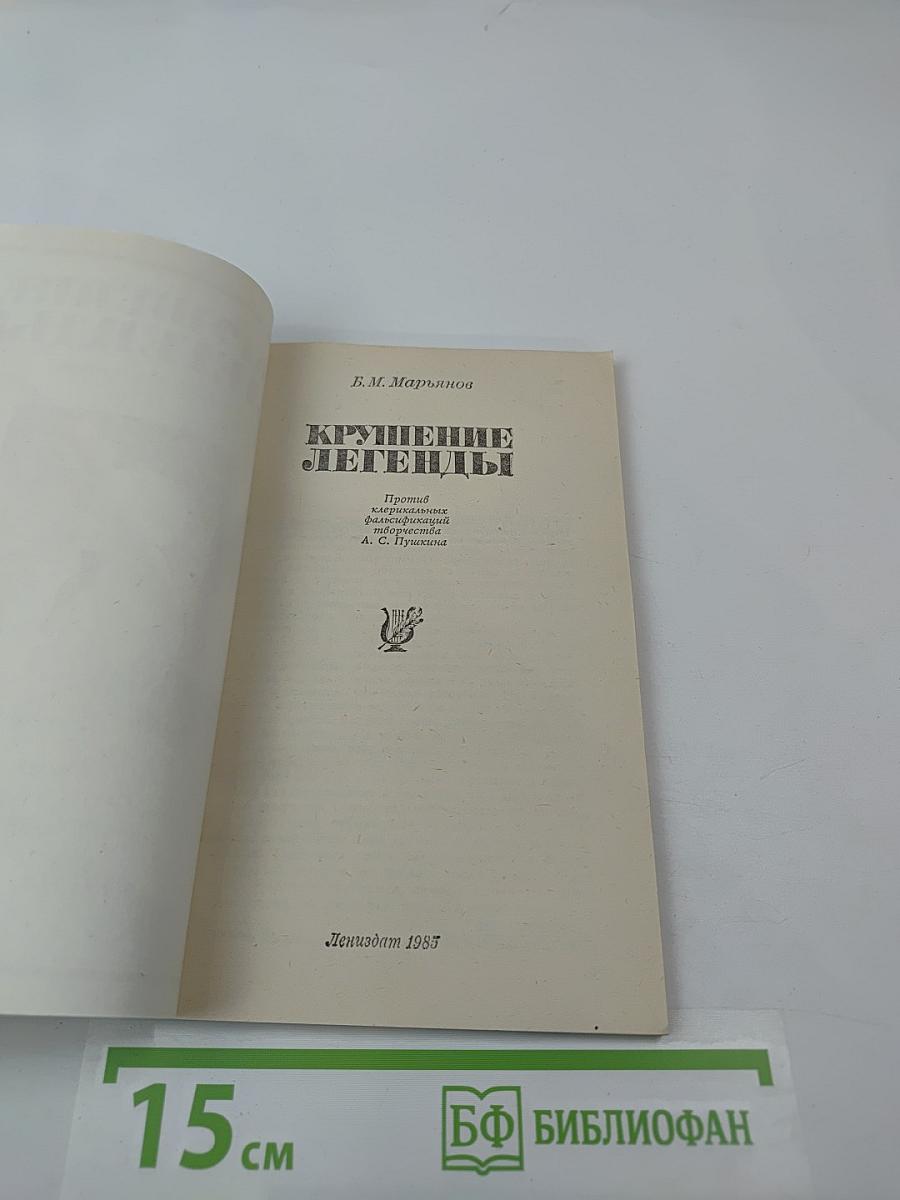 Б. М. Марьянов
КРУШЕНИЕ
ЛЕГЕНДЫ
Против
клерикальных
фальсификаций
творчества
А. С. Пушкина
Лениздат 1985
15 см
БФ БИБЛИОФАН